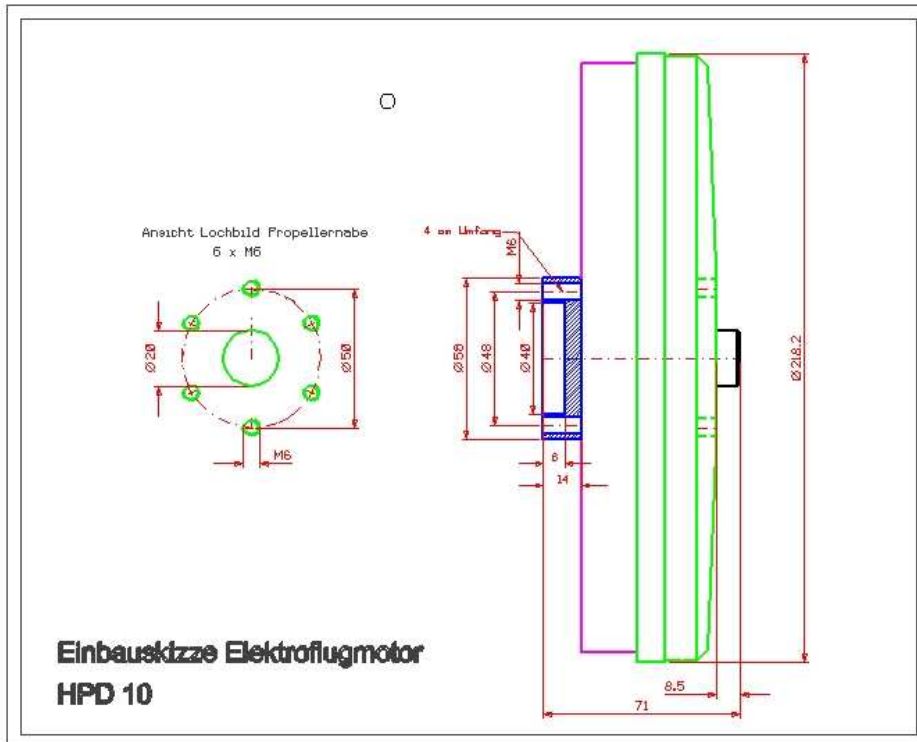 Ansicht Lochbild Propellernabe
6 x M6
4 am Umfang
M6
Ø20
Ø50
M6
Ø58
Ø48
Ø40
Ø218.2
8
14
8.5
71
Einbauskizze Elektroflugmotor
HPD 10